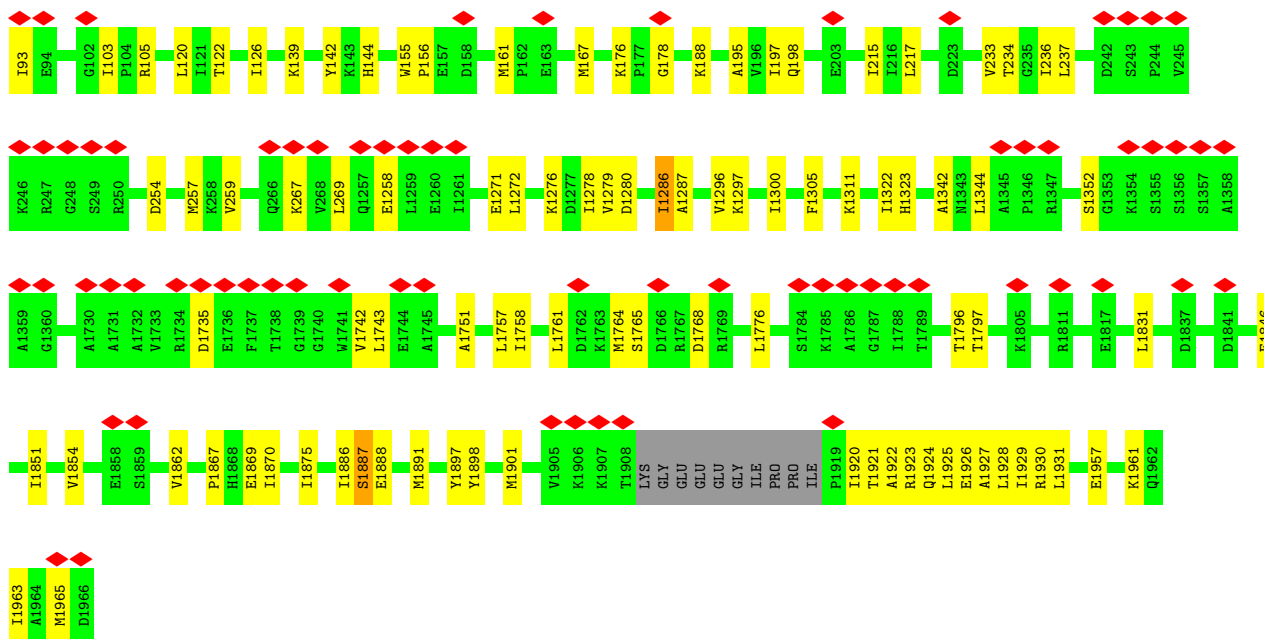 I93 E94 G102 I103 P104 R105 L120 I121 T122 I126 K139 Y142 K143 H144 W155 P156 E157 D158 M161 P162 E163 M167 K176 P177 G178 K188 A195 V196 I197 Q198 E203 I215 I216 L217 D223 V233 T234 G235 I236 L237 D242 S243 P244 V245
K246 R247 G248 S249 R250 D254 M257 K258 V259 Q266 K267 V268 L269 Q1257 E1258 L1259 E1260 I1261 E1271 L1272 K1276 D1277 I1278 V1279 D1280 I1286 A1287 V1296 K1297 I1300 F1305 K1311 I1322 H1323 A1342 N1343 L1344 A1345 P1346 R1347 S1352 G1353 K1354 S1355 S1356 S1357 A1358
A1359 G1360 A1730 A1731 A1732 V1733 R1734 D1735 E1736 F1737 T1738 G1739 G1740 W1741 V1742 L1743 E1744 A1745 A1751 L1757 I1758 L1761 D1762 K1763 M1764 S1765 D1766 R1767 D1768 R1769 L1776 S1784 K1785 A1786 G1787 I1788 T1789 T1796 T1797 K1805 R1811 E1817 L1831 D1837 D1841
I1851 V1854 E1858 S1859 V1862 P1867 H1868 E1869 I1870 I1875 I1886 S1887 E1888 M1891 Y1897 Y1898 M1901 V1905 K1906 K1907 T1908 LYS GLY GLU GLU GLU GLY ILE PRO PRO ILE P1919 I1920 T1921 A1922 R1923 Q1924 L1925 E1926 A1927 L1928 I1929 R1930 L1931 E1957 K1961 Q1962
I1963 A1964 M1965 D1966